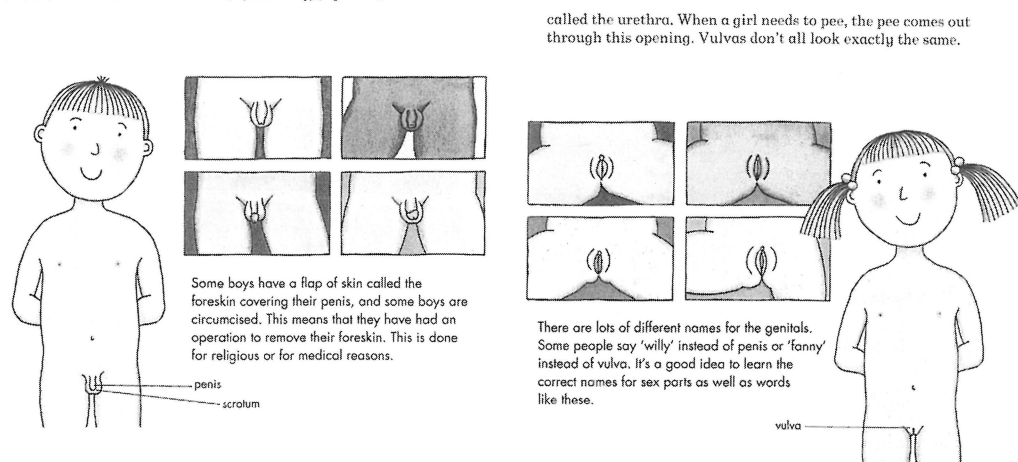 called the urethra. When a girl needs to pee, the pee comes out
through this opening. Vulvas don't all look exactly the same.
Some boys have a flap of skin called the
foreskin covering their penis, and some boys are
circumcised. This means that they have had an
operation to remove their foreskin. This is done
for religious or for medical reasons.
penis
scrotum
There are lots of different names for the genitals.
Some people say 'willy' instead of penis or 'fanny'
instead of vulva. It's a good idea to learn the
correct names for sex parts as well as words
like these.
vulva